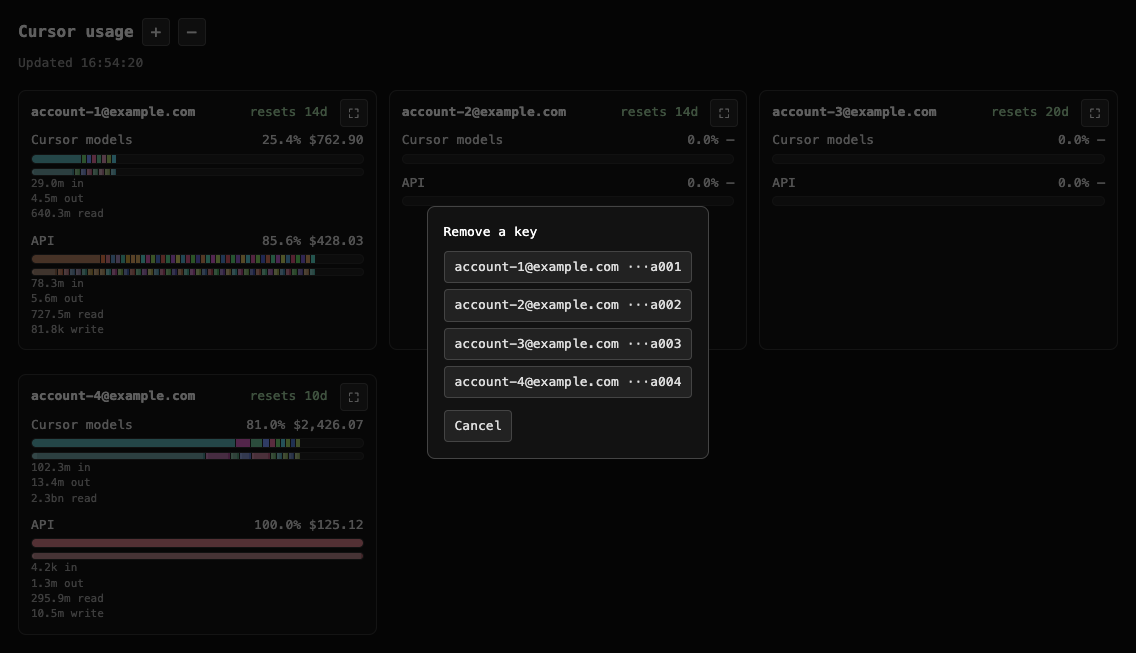 Cursor usage + −
Updated 16:54:20
account-1@example.com resets 14d
Cursor models 25.4% $762.90
29.0m in
4.5m out
640.3m read
API 85.6% $428.03
78.3m in
5.6m out
727.5m read
81.8k write
account-2@example.com resets 14d
Cursor models 0.0% —
API 0.0% —
account-3@example.com resets 20d
Cursor models 0.0% —
API 0.0% —
Remove a key
account-1@example.com ···a001
account-2@example.com ···a002
account-3@example.com ···a003
account-4@example.com ···a004
Cancel
account-4@example.com resets 10d
Cursor models 81.0% $2,426.07
102.3m in
13.4m out
2.3bn read
API 100.0% $125.12
4.2k in
1.3m out
295.9m read
10.5m write